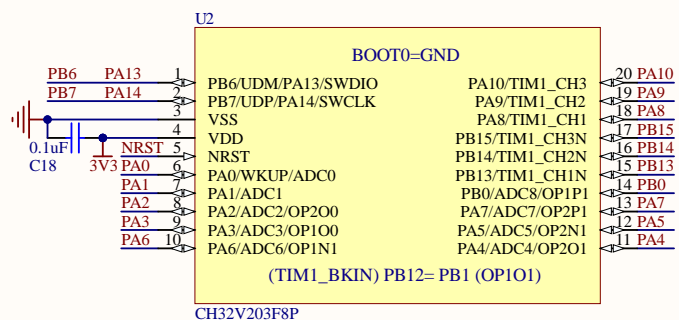 U2
BOOT0=GND
PB6 PA13 1 PB6/UDM/PA13/SWDIO PA10/TIM1_CH3 20 PA10
PB7 PA14 2 PB7/UDP/PA14/SWCLK PA9/TIM1_CH2 19 PA9
3 VSS PA8/TIM1_CH1 18 PA8
4 VDD PB15/TIM1_CH3N 17 PB15
0.1uF NRST 5 NRST PB14/TIM1_CH2N 16 PB14
C18 3V3 PA0 6 PA0/WKUP/ADC0 PB13/TIM1_CH1N 15 PB13
PA1 7 PA1/ADC1 PB0/ADC8/OP1P1 14 PB0
PA2 8 PA2/ADC2/OP2O0 PA7/ADC7/OP2P1 13 PA7
PA3 9 PA3/ADC3/OP1O0 PA5/ADC5/OP2N1 12 PA5
PA6 10 PA6/ADC6/OP1N1 PA4/ADC4/OP2O1 11 PA4
(TIM1_BKIN) PB12= PB1 (OP1O1)
CH32V203F8P